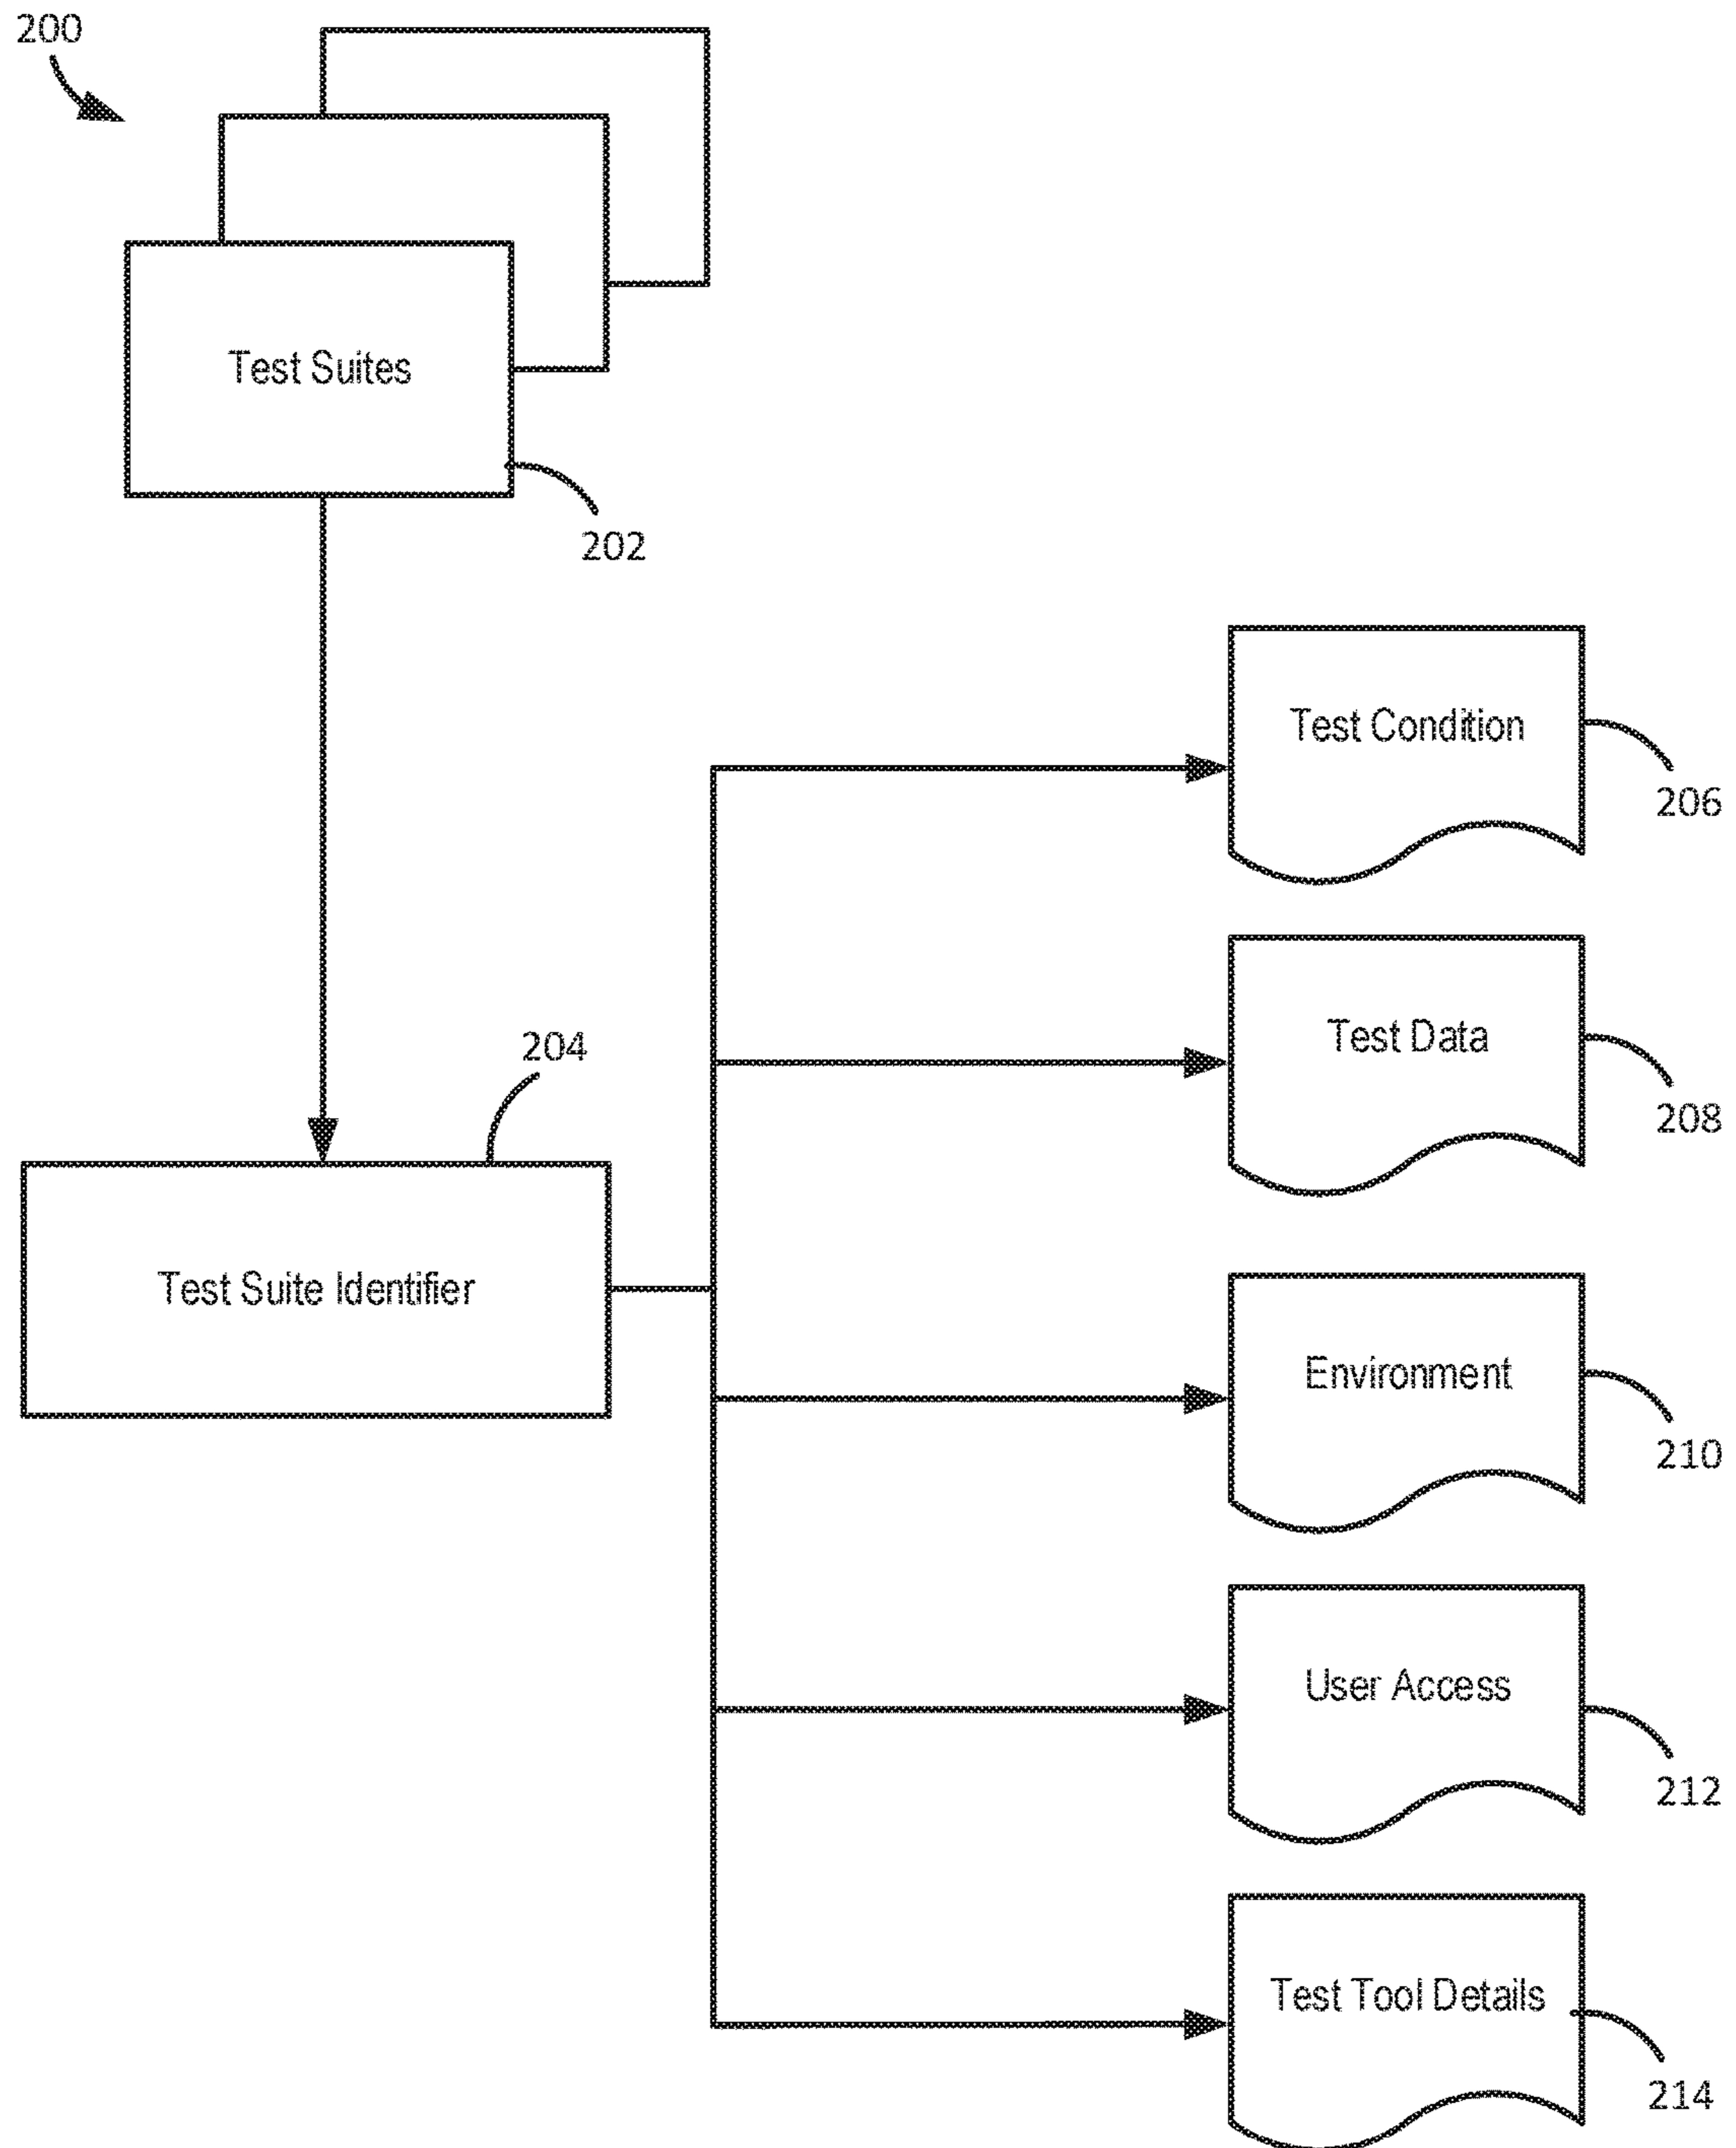 200
Test Suites
202
Test Condition
206
204
Test Data
208
Test Suite Identifier
Environment
210
User Access
212
Test Tool Details
214